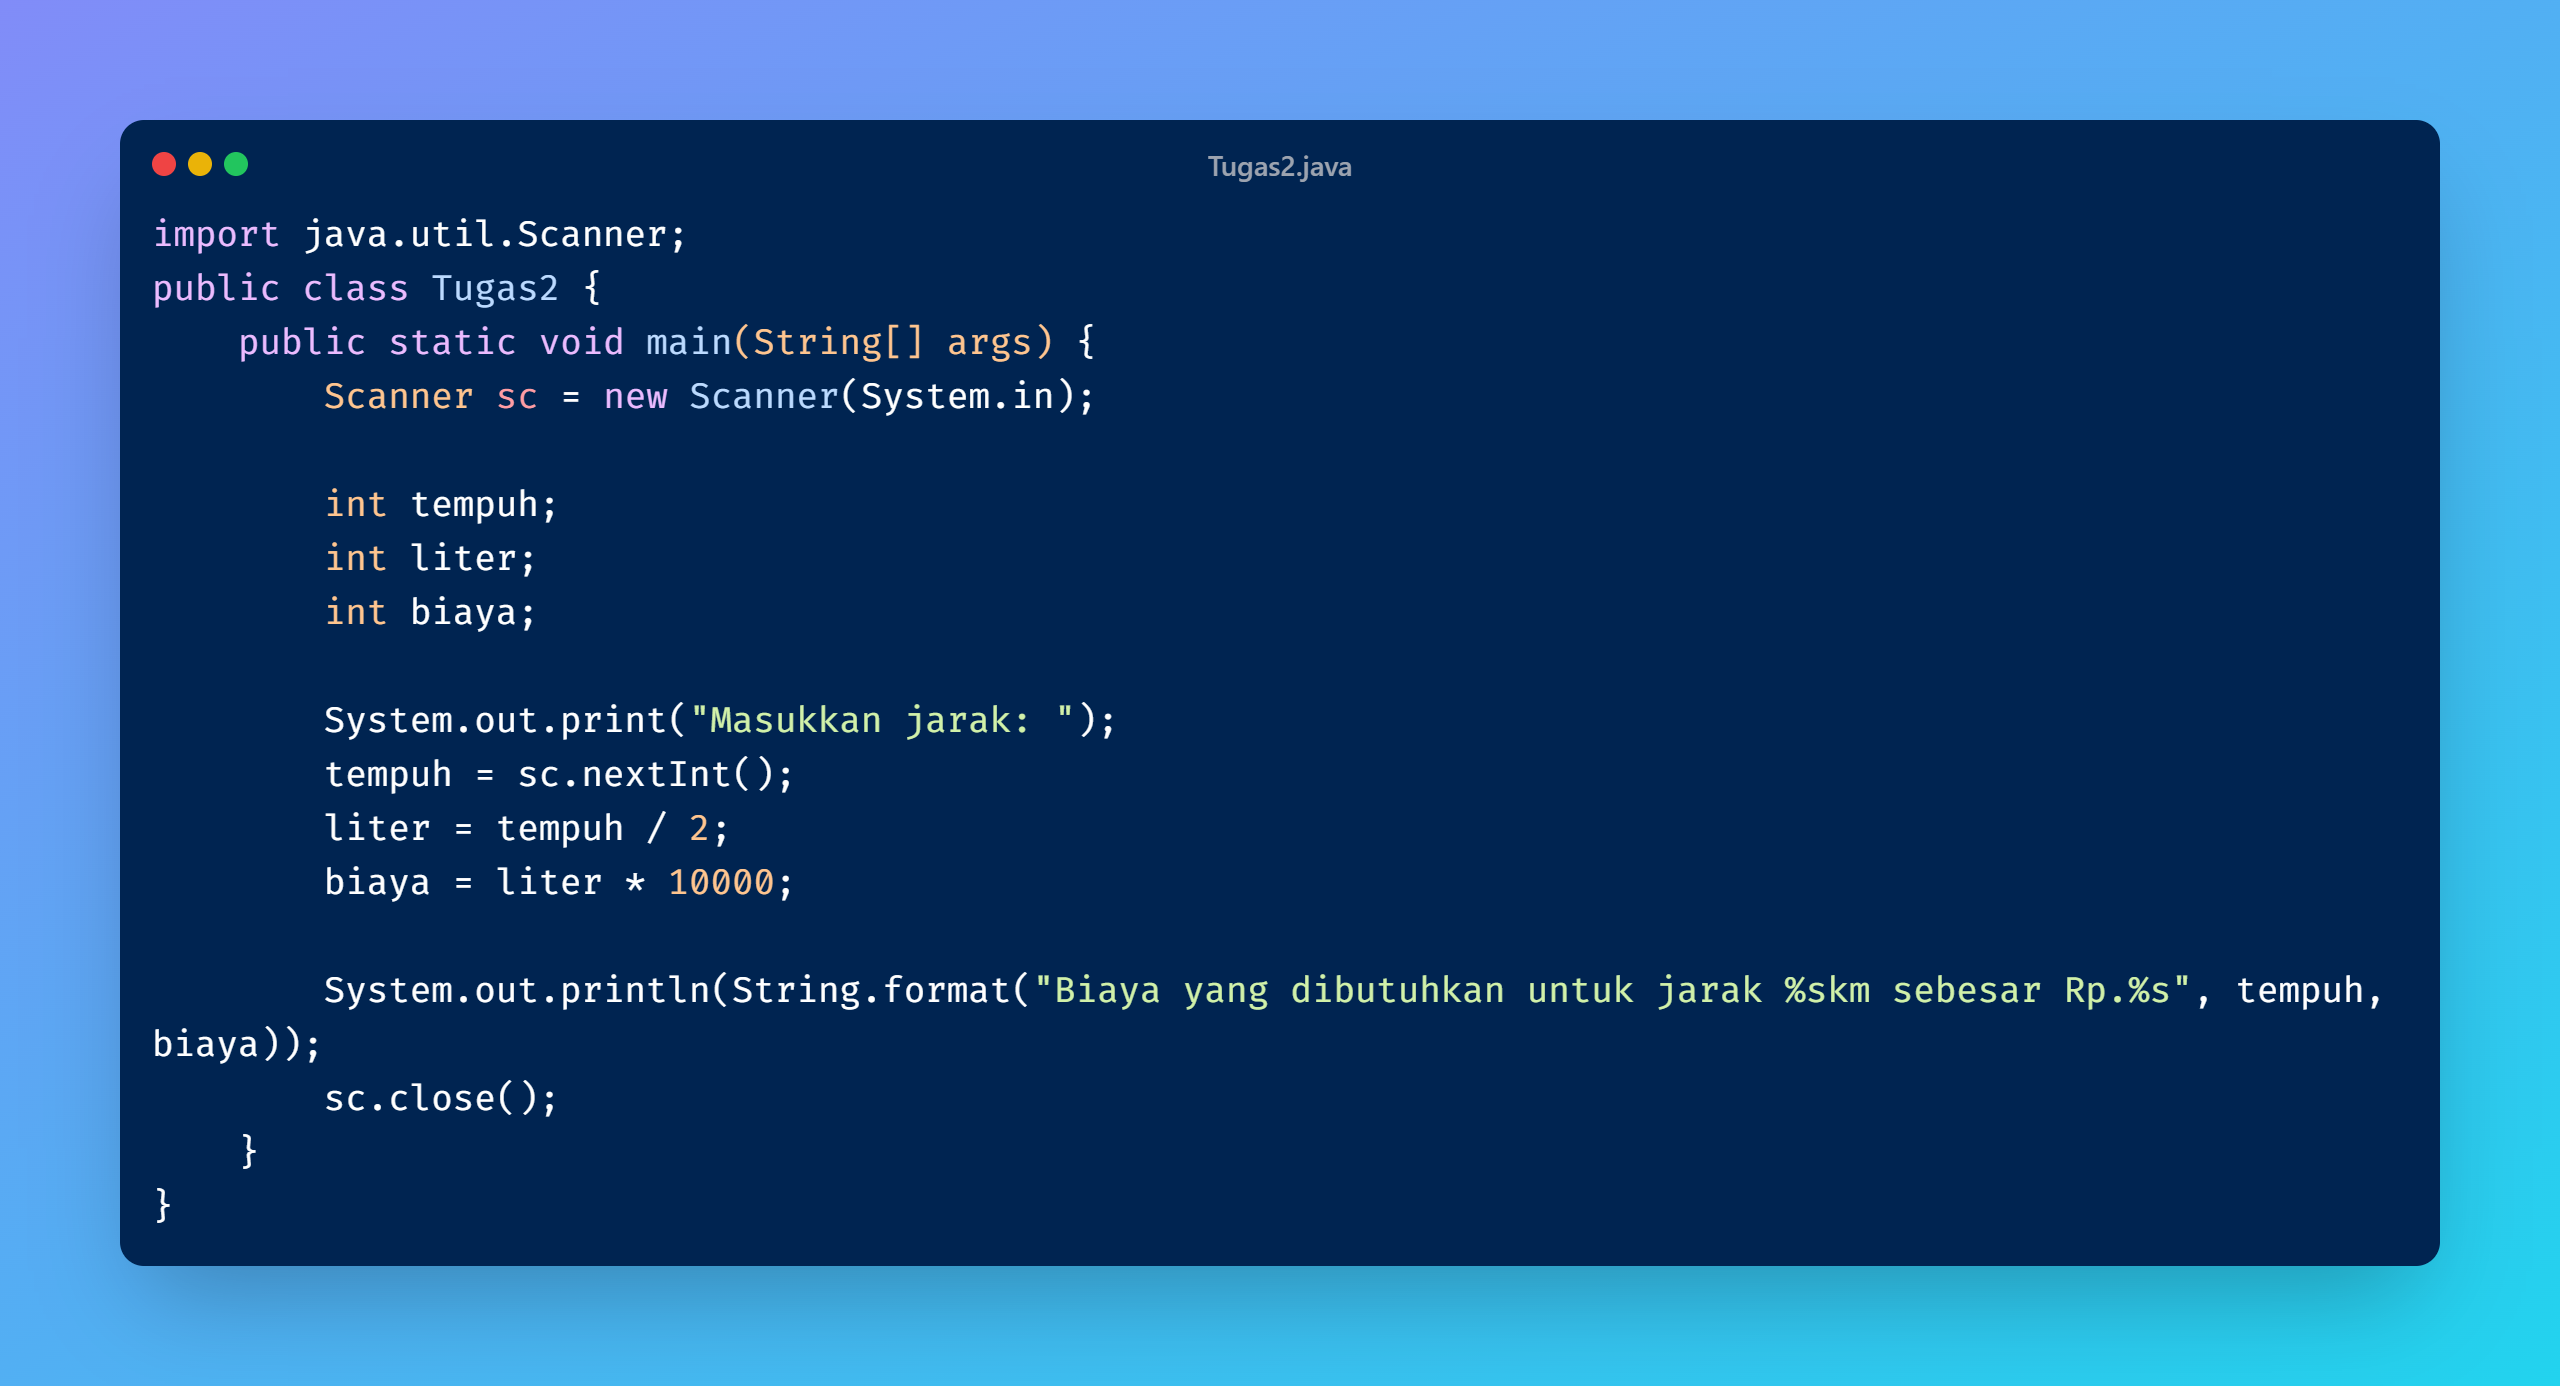 Tugas2.java
import java.util.Scanner;
public class Tugas2 {
    public static void main(String[] args) {
        Scanner sc = new Scanner(System.in);

        int tempuh;
        int liter;
        int biaya;

        System.out.print("Masukkan jarak: ");
        tempuh = sc.nextInt();
        liter = tempuh / 2;
        biaya = liter * 10000;

        System.out.println(String.format("Biaya yang dibutuhkan untuk jarak %skm sebesar Rp.%s", tempuh,
biaya));
        sc.close();
    }
}